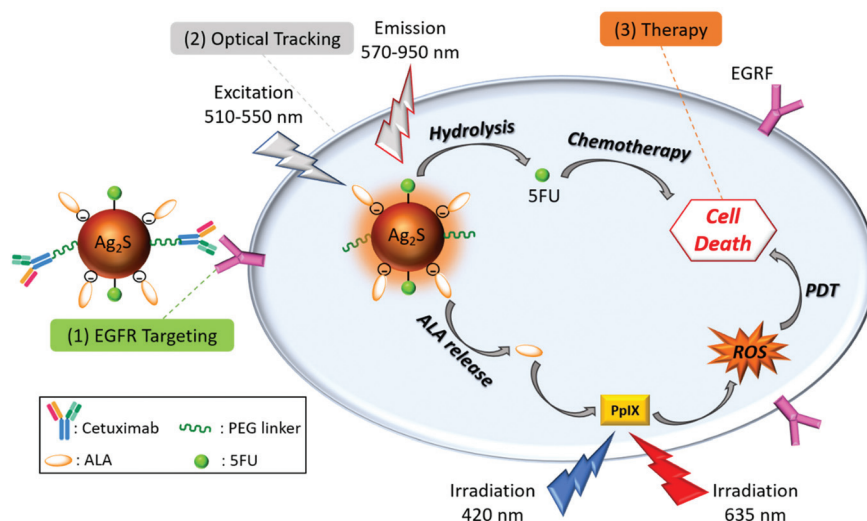 (2) Optical Tracking
Emission
570-950 nm
(3) Therapy
EGRF
Excitation
510-550 nm
Hydrolysis
Chemotherapy
5FU
Ag2S
Ag2S
Cell
Death
(1) EGFR Targeting
ALA release
PDT
ROS
PpIX
: Cetuximab
: PEG linker
: ALA
: 5FU
Irradiation
420 nm
Irradiation
635 nm